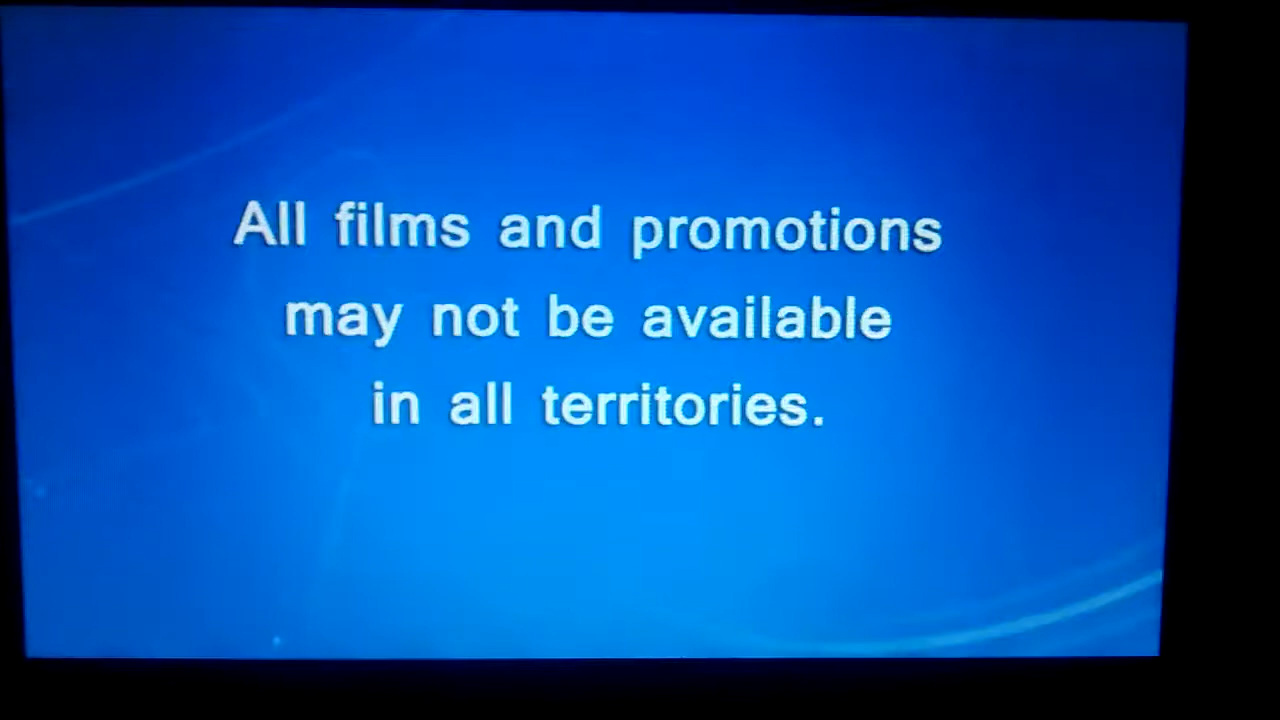 All films and promotions
may not be available
in all territories.